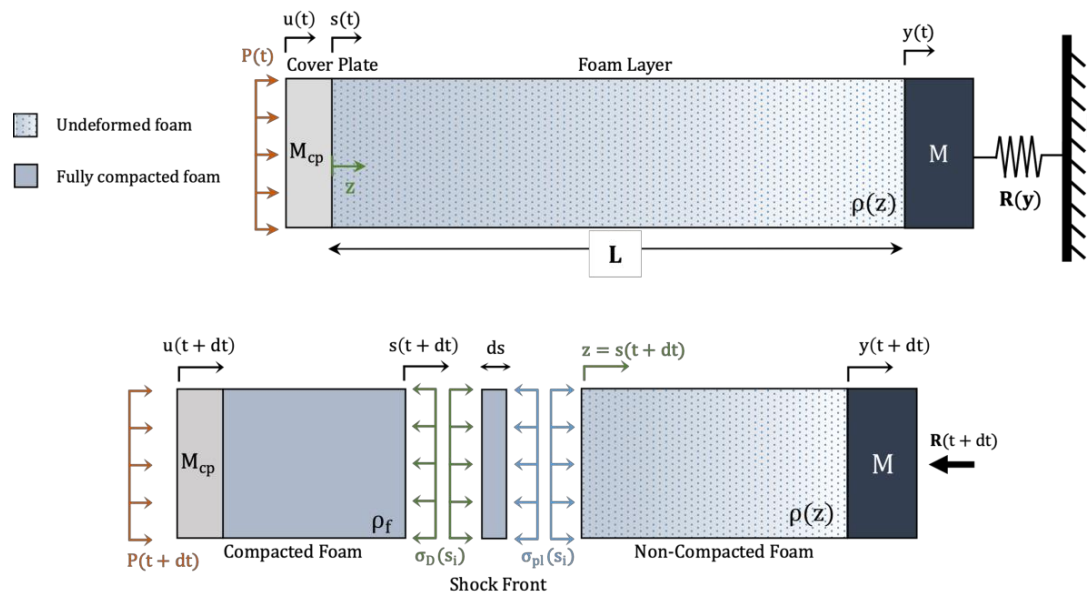 u(t)
s(t)
y(t)
P(t)
Cover Plate
Foam Layer
Undeformed foam
Fully compacted foam
M_cp
z
ρ(z)
M
R(y)
L
u(t + dt)
s(t + dt)
ds
z = s(t + dt)
y(t + dt)
M_cp
ρ_f
ρ(z)
M
R(t + dt)
P(t + dt)
Compacted Foam
σ_D(s_i)
σ_pl(s_i)
Non-Compacted Foam
Shock Front